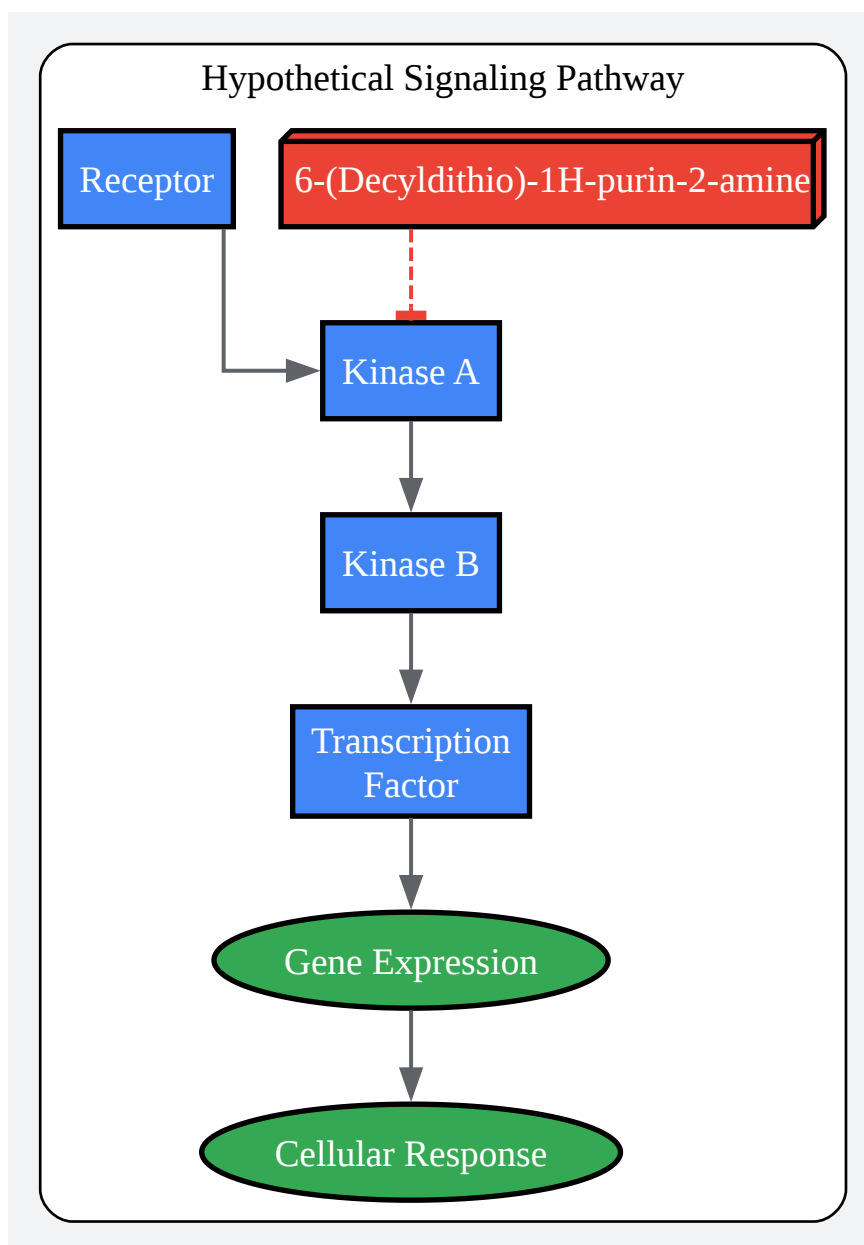 Hypothetical Signaling Pathway
Receptor
6-(Decyldithio)-1H-purin-2-amine
Kinase A
Kinase B
Transcription
Factor
Gene Expression
Cellular Response